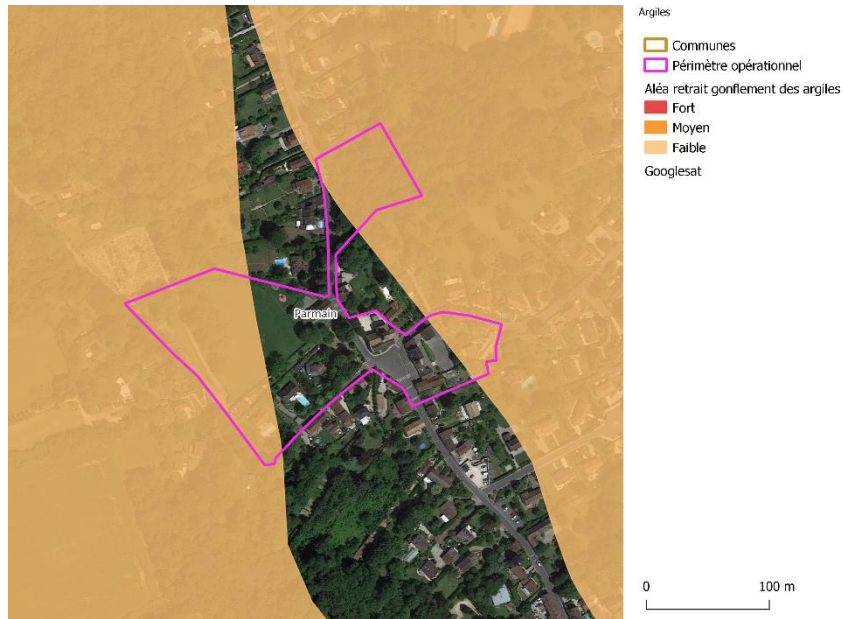 Argiles
Communes
Périmètre opérationnel
Aléa retrait gonflement des argiles
Fort
Moyen
Faible
Googlesat
Parmain
0 100 m